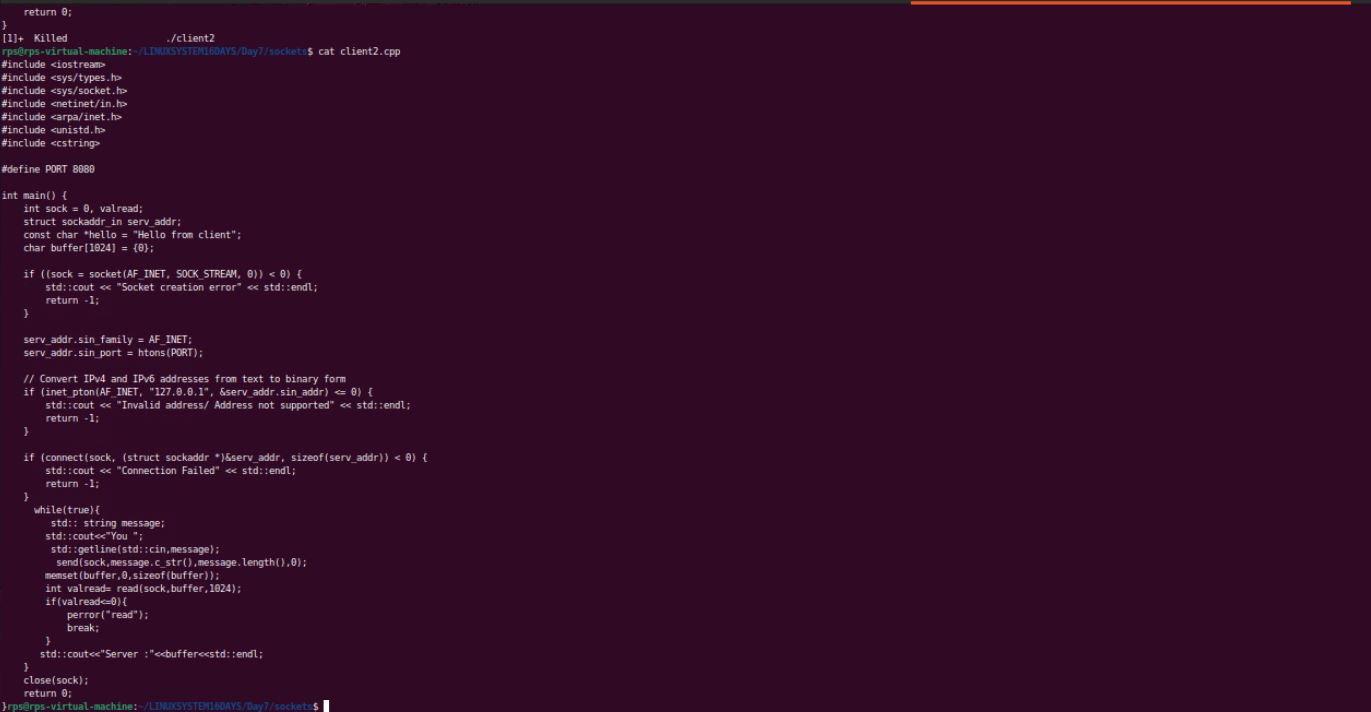 return 0;
}
[1]+  Killed                  ./client2
rps@rps-virtual-machine:~/LINUXSYSTEM16DAYS/Day7/sockets$ cat client2.cpp
#include <iostream>
#include <sys/types.h>
#include <sys/socket.h>
#include <netinet/in.h>
#include <arpa/inet.h>
#include <unistd.h>
#include <cstring>

#define PORT 8080

int main() {
    int sock = 0, valread;
    struct sockaddr_in serv_addr;
    const char *hello = "Hello from client";
    char buffer[1024] = {0};

    if ((sock = socket(AF_INET, SOCK_STREAM, 0)) < 0) {
        std::cout << "Socket creation error" << std::endl;
        return -1;
    }

    serv_addr.sin_family = AF_INET;
    serv_addr.sin_port = htons(PORT);

    // Convert IPv4 and IPv6 addresses from text to binary form
    if (inet_pton(AF_INET, "127.0.0.1", &serv_addr.sin_addr) <= 0) {
        std::cout << "Invalid address/ Address not supported" << std::endl;
        return -1;
    }

    if (connect(sock, (struct sockaddr *)&serv_addr, sizeof(serv_addr)) < 0) {
        std::cout << "Connection Failed" << std::endl;
        return -1;
    }
      while(true){
         std:: string message;
        std::cout<<"You ";
         std::getline(std::cin,message);
          send(sock,message.c_str(),message.length(),0);
        memset(buffer,0,sizeof(buffer));
        int valread= read(sock,buffer,1024);
        if(valread<=0){
            perror("read");
            break;
        }
       std::cout<<"Server :"<<buffer<<std::endl;
    }
    close(sock);
    return 0;
}rps@rps-virtual-machine:~/LINUXSYSTEM16DAYS/Day7/sockets$